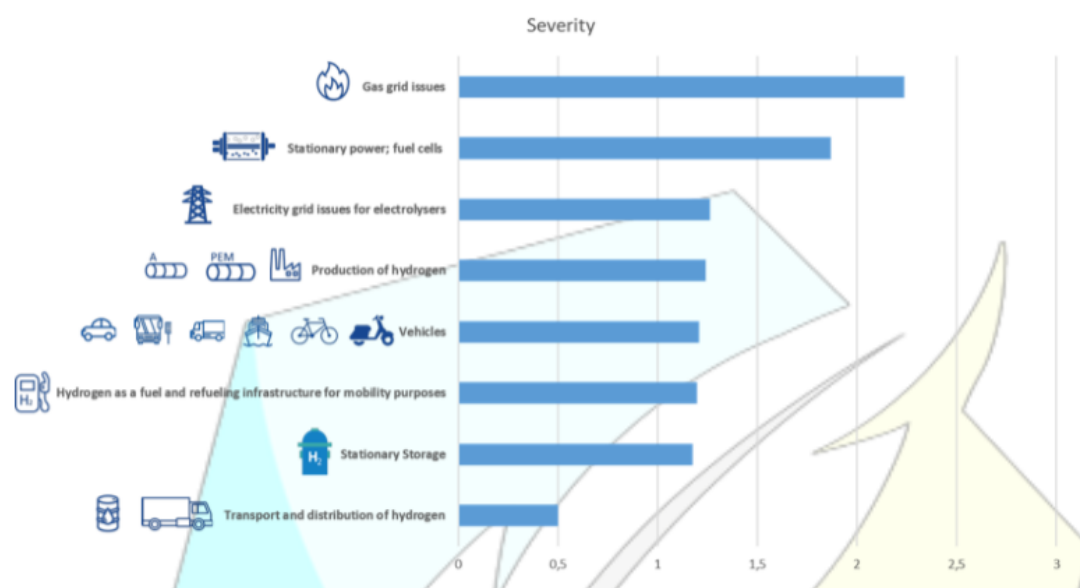 Severity
Gas grid issues
Stationary power; fuel cells
Electricity grid issues for electrolysers
A PEM Production of hydrogen
Vehicles
H₂ Hydrogen as a fuel and refueling infrastructure for mobility purposes
H₂ Stationary Storage
Transport and distribution of hydrogen
0 0,5 1 1,5 2 2,5 3